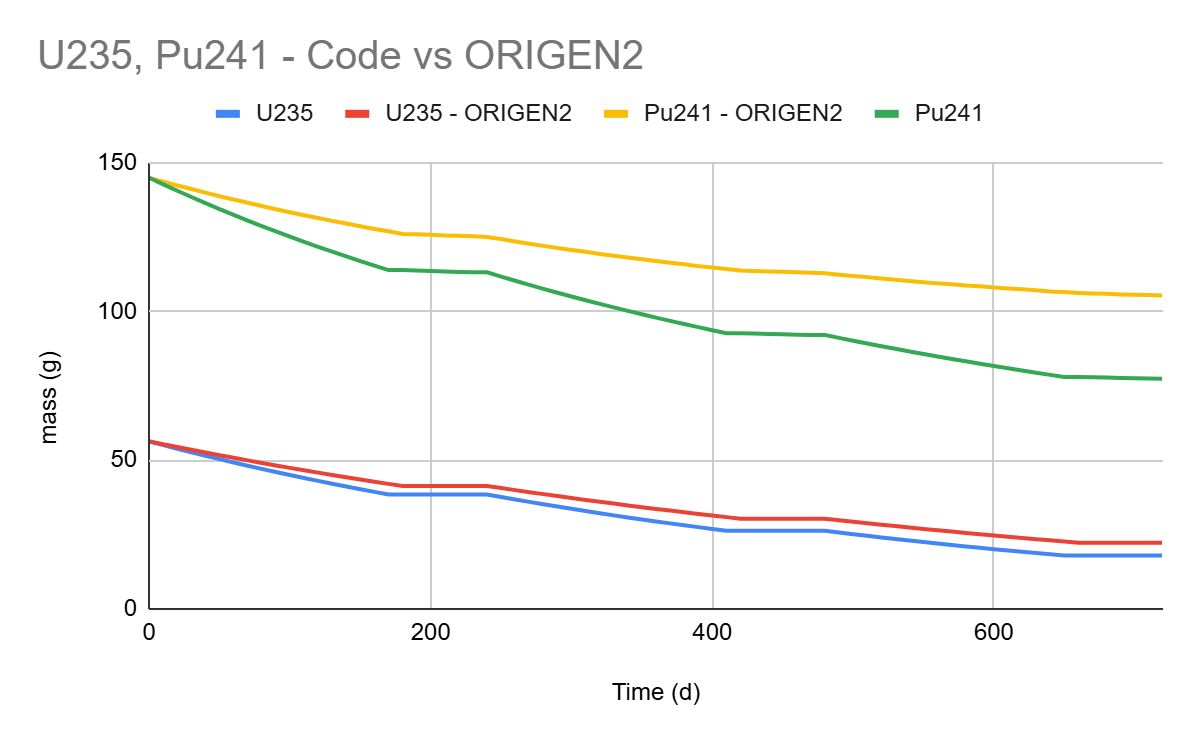 U235, Pu241 - Code vs ORIGEN2
U235 U235 - ORIGEN2 Pu241 - ORIGEN2 Pu241
150
100
50
0
mass (g)
0 200 400 600
Time (d)